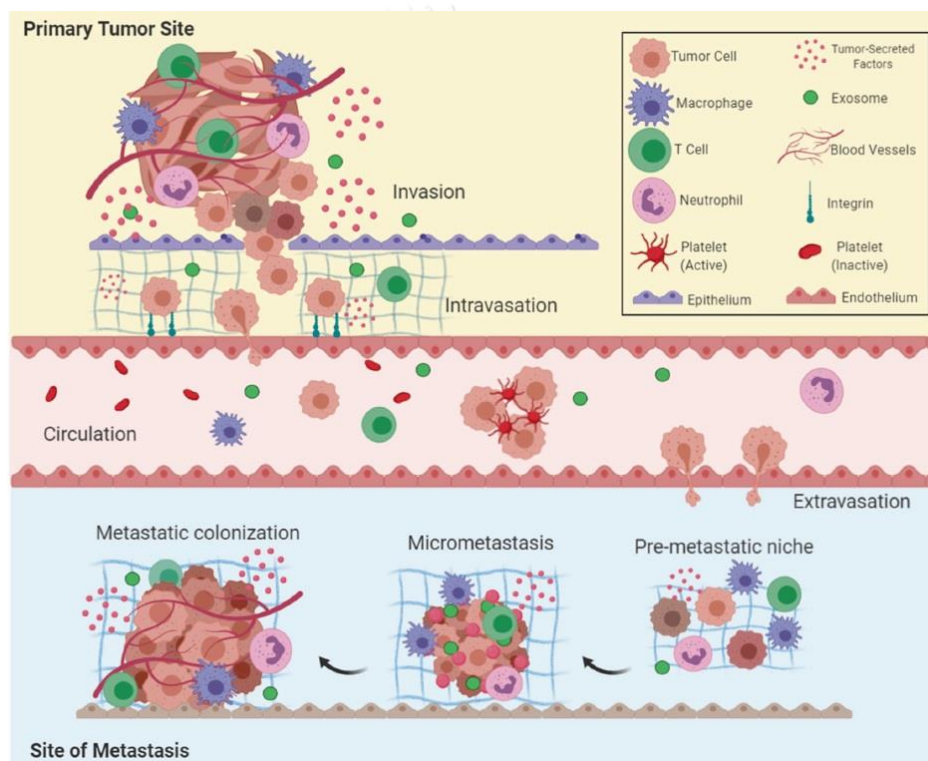 Primary Tumor Site
Tumor Cell
Tumor-Secreted
Factors
Macrophage
Exosome
T Cell
Blood Vessels
Neutrophil
Integrin
Platelet
(Active)
Platelet
(Inactive)
Epithelium
Endothelium
Invasion
Intravasation
Circulation
Extravasation
Metastatic colonization
Micrometastasis
Pre-metastatic niche
Site of Metastasis